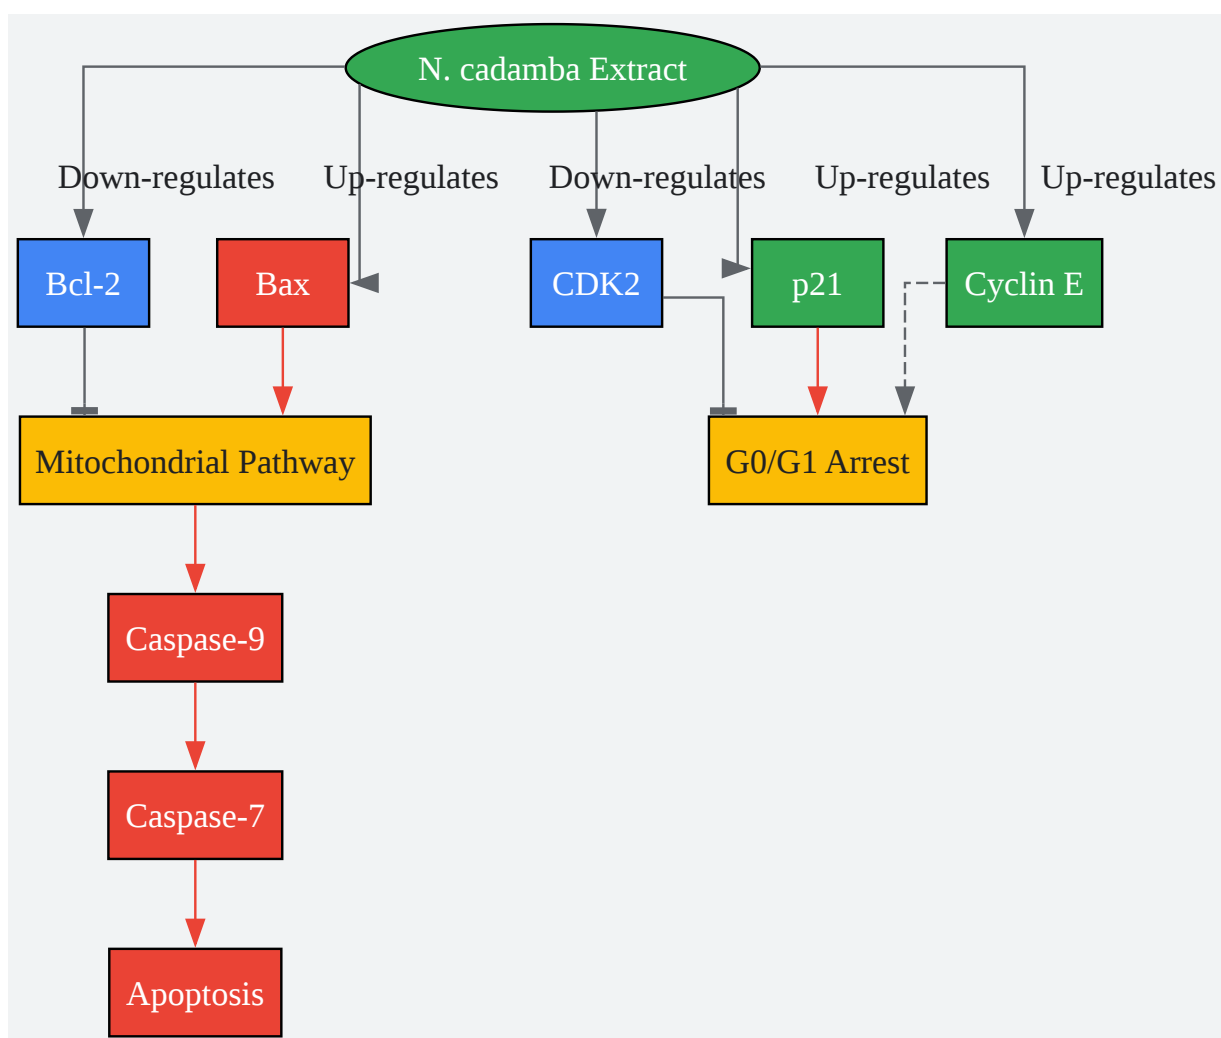 N. cadamba Extract
Down-regulates
Up-regulates
Down-regulates
Up-regulates
Up-regulates
Bcl-2
Bax
CDK2
p21
Cyclin E
Mitochondrial Pathway
G0/G1 Arrest
Caspase-9
Caspase-7
Apoptosis